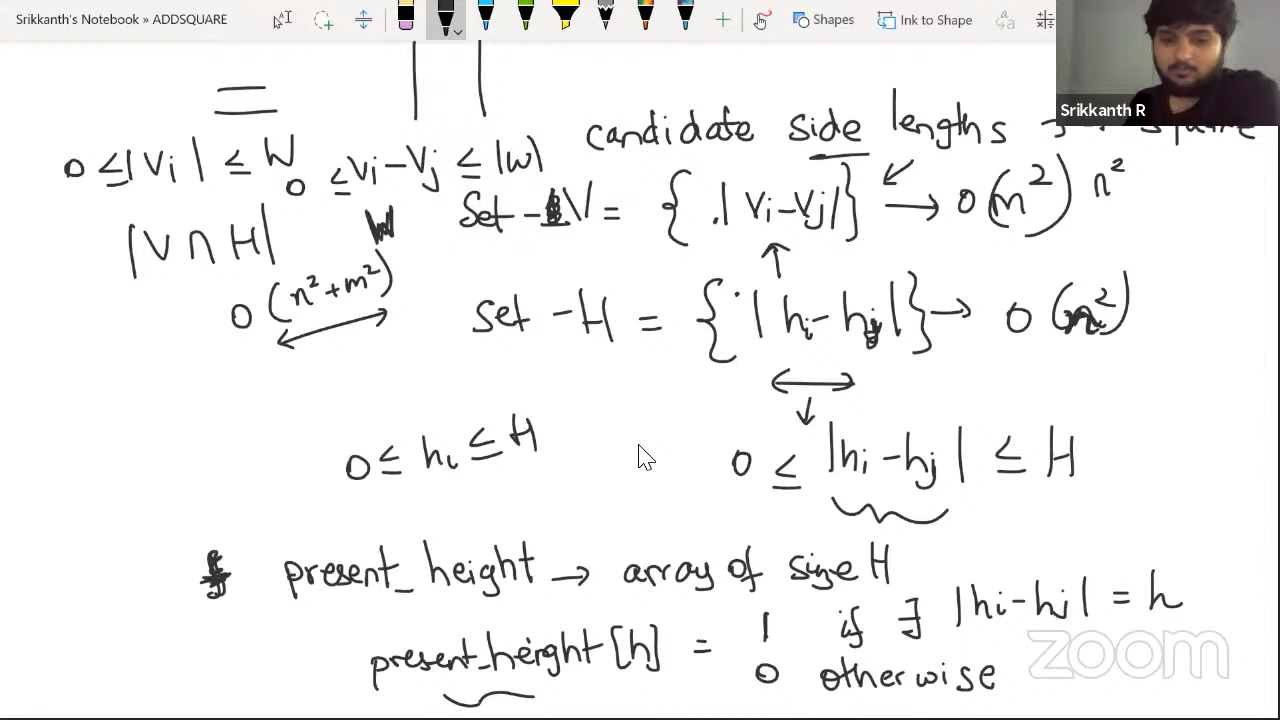 Srikkanth's Notebook » ADDSQUARE
Shapes
Ink to Shape
Srikkanth R
candidate side lengths
0 ≤ |Vi| ≤ W
0 ≤ Vi - Vj ≤ |w|
Set - V = { |Vi - Vj| } → O(m²) n²
|V ∩ H|
O(n² + m²)
Set - H = { |hi - hj| } → O(n²)
0 ≤ hi ≤ H
0 ≤ |hi - hj| ≤ H
present_height → array of size H
present_height[h] = 1 if ∃ |hi - hj| = h
0 otherwise
zoom